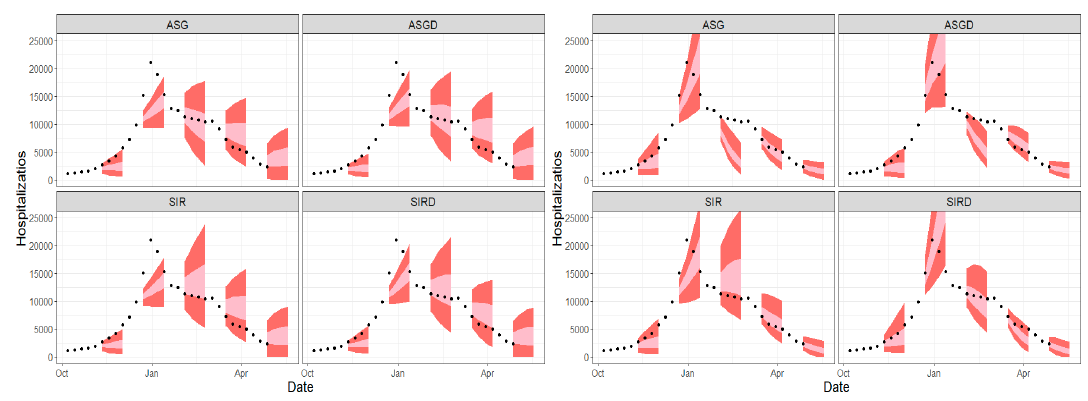 ASG ASGD ASG ASGD
25000 25000
20000 20000
15000 15000
10000 10000
5000 5000
0 0
SIR SIRD SIR SIRD
25000 25000
20000 20000
15000 15000
10000 10000
5000 5000
0 0
Hospitalizatios Hospitalizatios
Oct Jan Apr Jan Apr Oct Jan Apr Jan Apr
Date Date